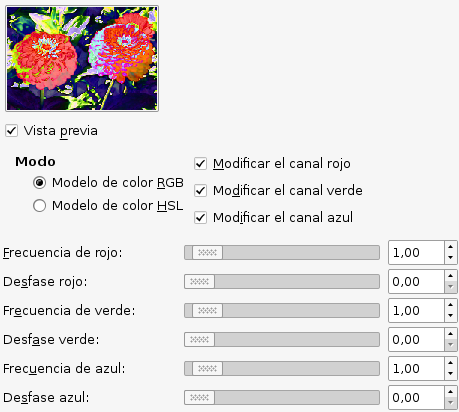 Vista previa
Modo
Modelo de color RGB
Modelo de color HSL
Modificar el canal rojo
Modificar el canal verde
Modificar el canal azul
Frecuencia de rojo: 1,00
Desfase rojo: 0,00
Frecuencia de verde: 1,00
Desfase verde: 0,00
Frecuencia de azul: 1,00
Desfase azul: 0,00